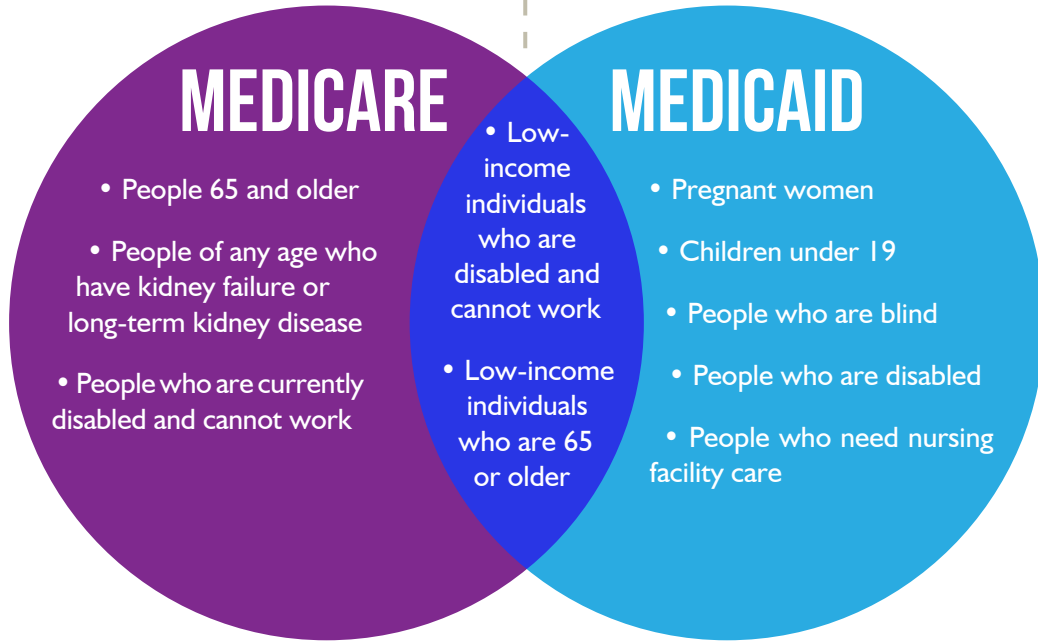 MEDICARE
• People 65 and older
• People of any age who
have kidney failure or
long-term kidney disease
• People who are currently
disabled and cannot work
• Low-
income
individuals
who are
disabled and
cannot work
• Low-income
individuals
who are 65
or older
MEDICAID
• Pregnant women
• Children under 19
• People who are blind
• People who are disabled
• People who need nursing
facility care